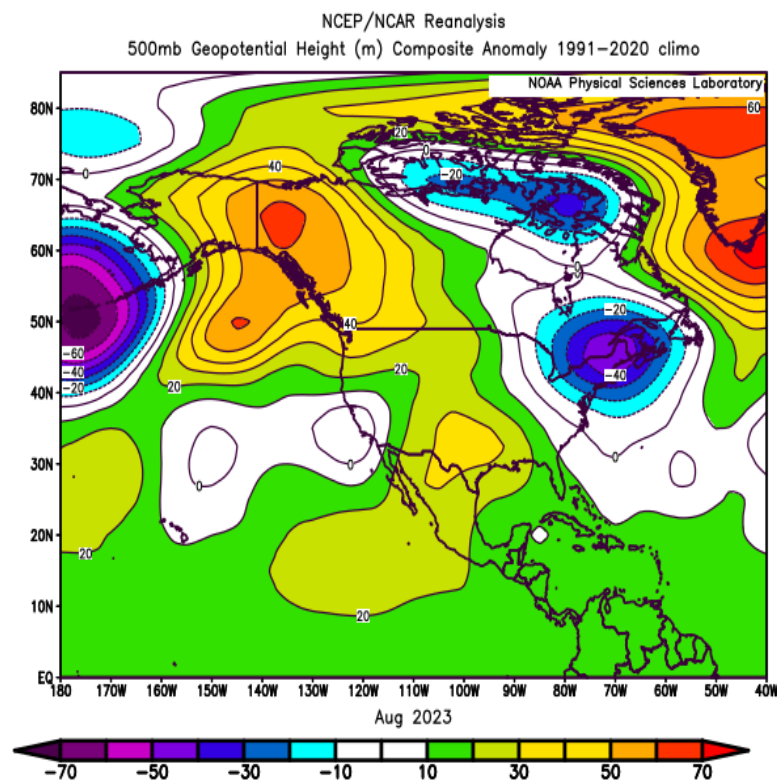 NCEP/NCAR Reanalysis
500mb Geopotential Height (m) Composite Anomaly 1991-2020 climo
NOAA Physical Sciences Laboratory
80N
70N
60N
50N
40N
30N
20N
10N
EQ
60
20
0
40
-20
0
0
-20
-60
-40
-20
40
20
20
-40
0
0
0
20
20
180 170W 160W 150W 140W 130W 120W 110W 100W 90W 80W 70W 60W 50W 40W
Aug 2023
-70 -50 -30 -10 10 30 50 70